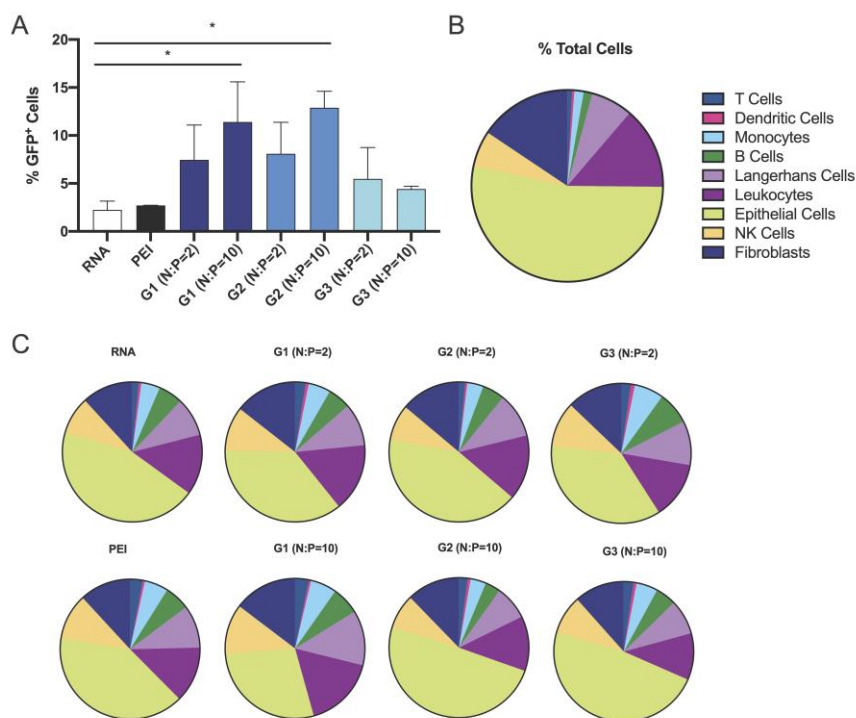 A
% GFP+ Cells
20
15
10
5
0
*
*
RNA
PEI
G1 (N:P=2)
G1 (N:P=10)
G2 (N:P=2)
G2 (N:P=10)
G3 (N:P=2)
G3 (N:P=10)
B
% Total Cells
T Cells
Dendritic Cells
Monocytes
B Cells
Langerhans Cells
Leukocytes
Epithelial Cells
NK Cells
Fibroblasts
C
RNA
G1 (N:P=2)
G2 (N:P=2)
G3 (N:P=2)
PEI
G1 (N:P=10)
G2 (N:P=10)
G3 (N:P=10)